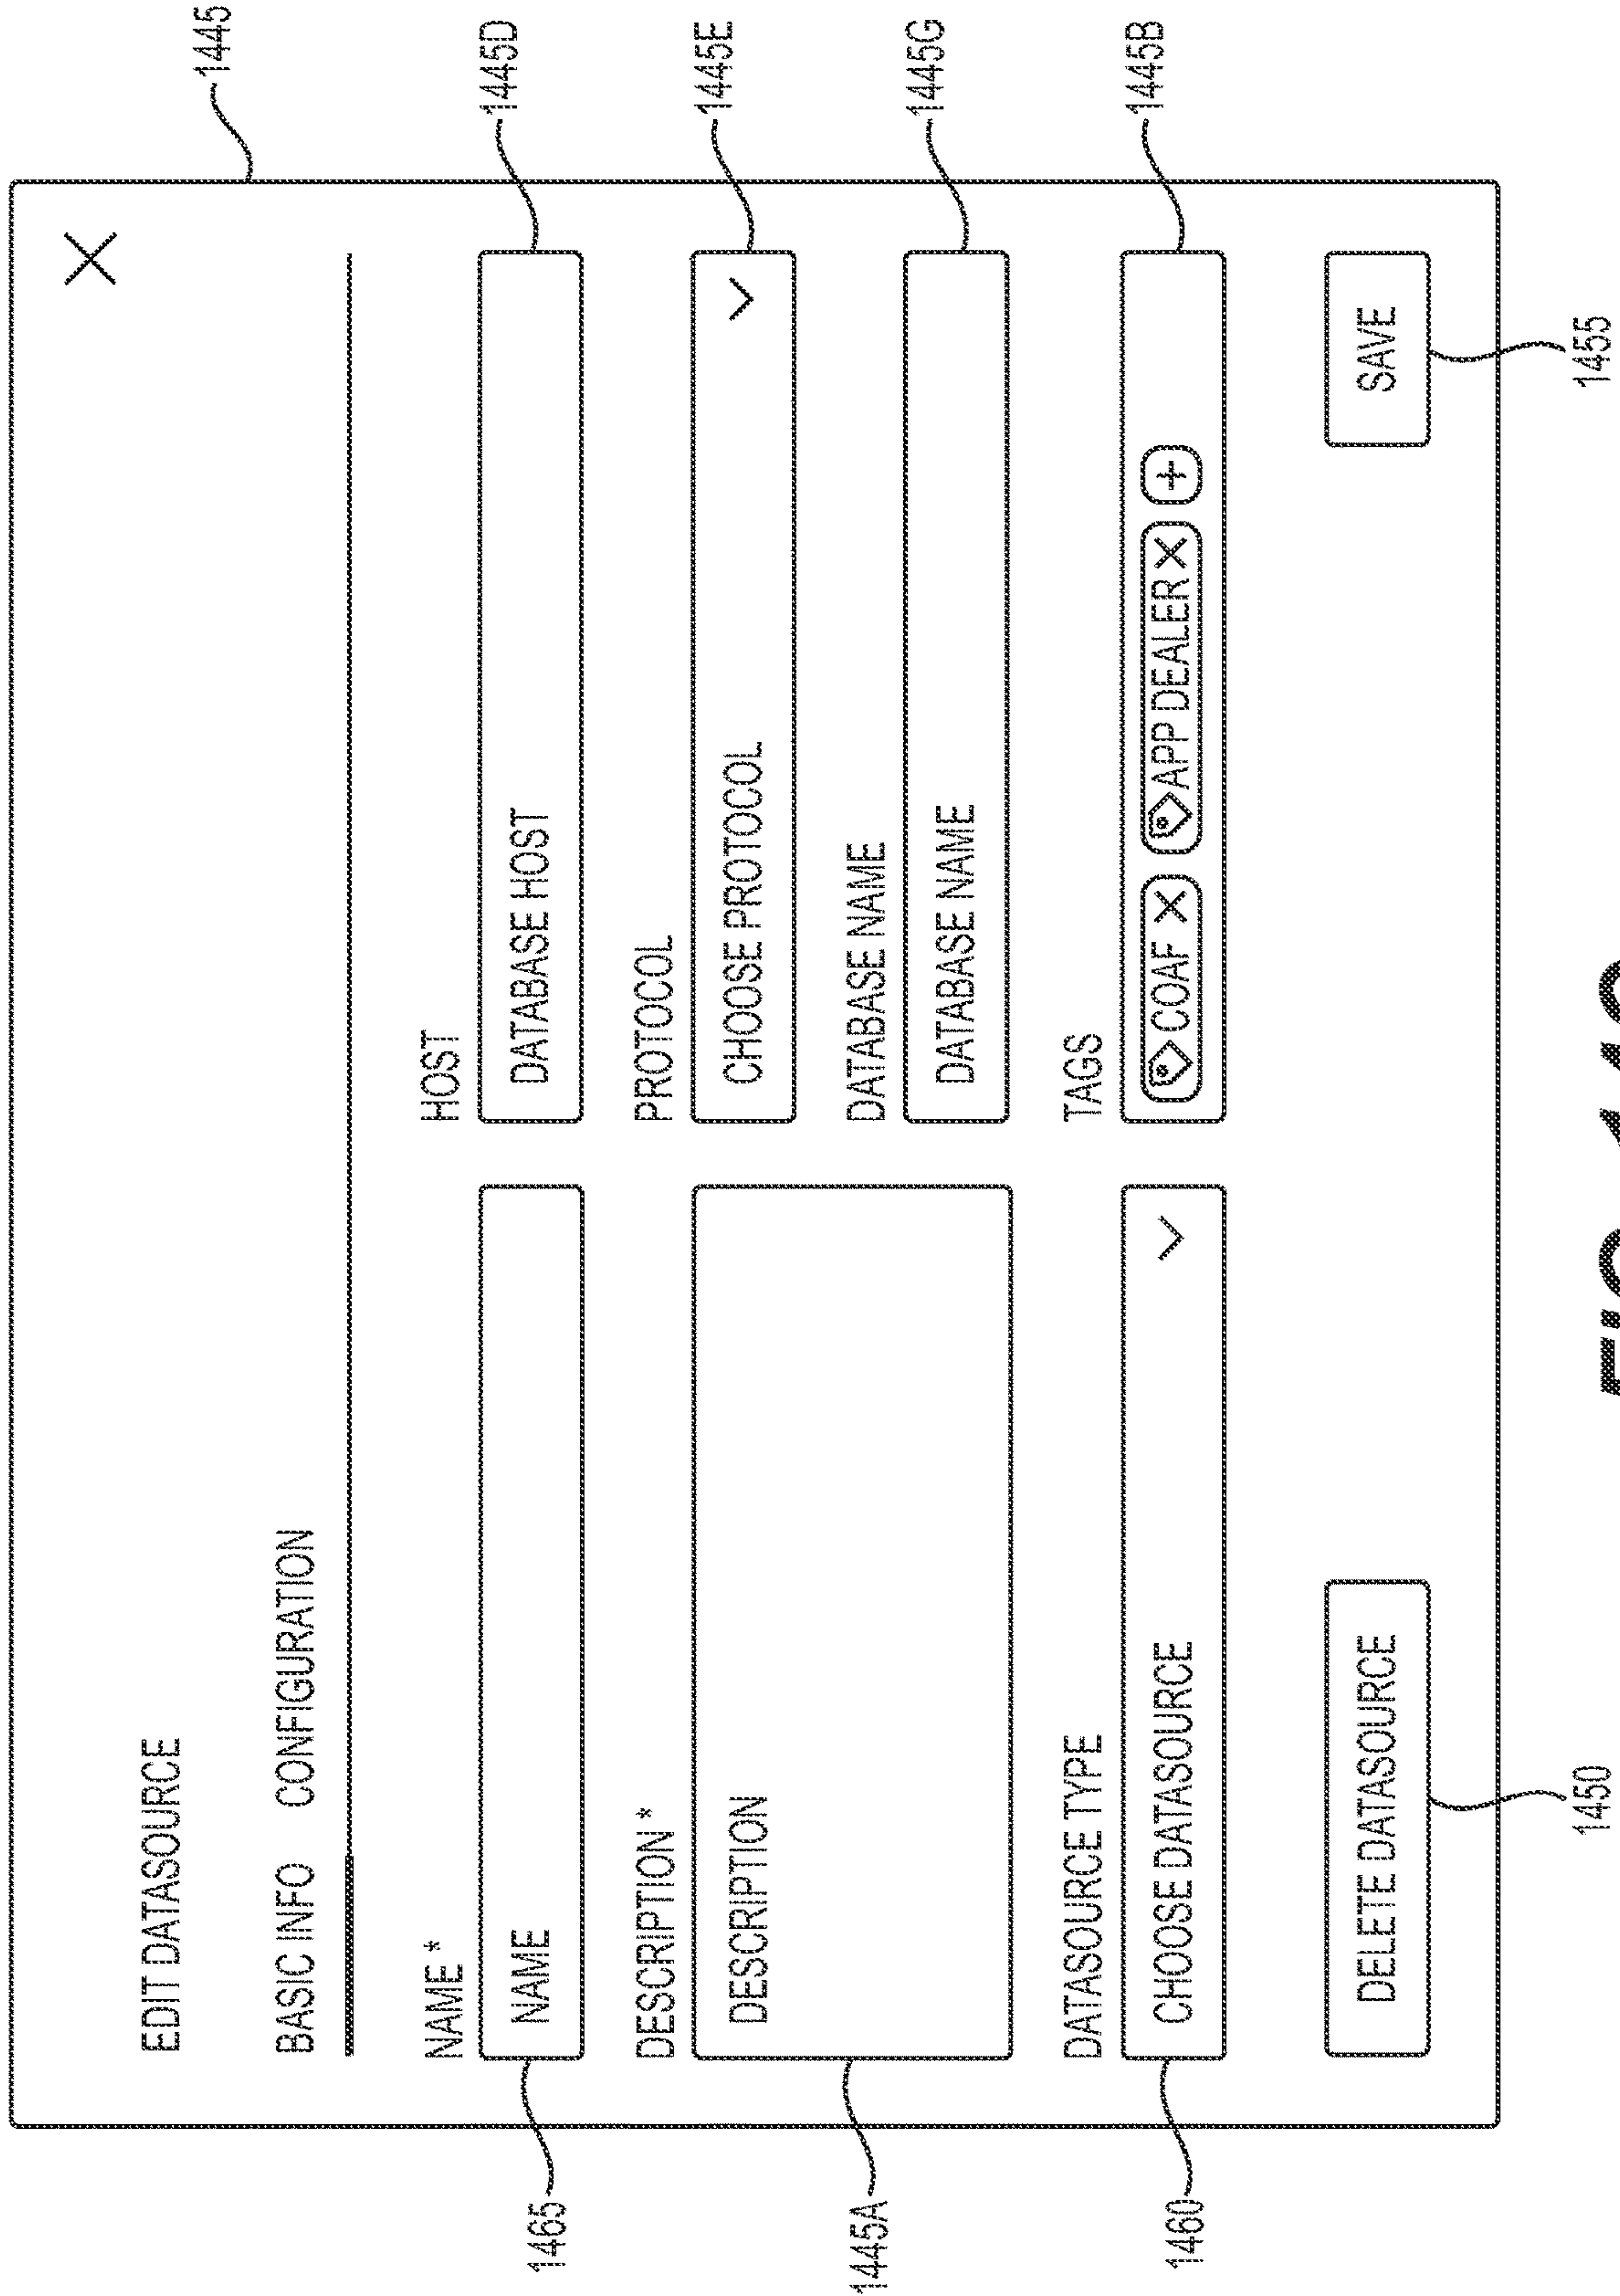 1445
EDIT DATASOURCE
BASIC INFO CONFIGURATION
NAME *
HOST
1465
NAME
DATABASE HOST
1445D
DESCRIPTION *
PROTOCOL
1445A
DESCRIPTION
CHOOSE PROTOCOL
1445E
DATABASE NAME
DATABASE NAME
1445G
DATASOURCE TYPE
TAGS
1460
CHOOSE DATASOURCE
COAF X APP DEALER X +
1445B
DELETE DATASOURCE
SAVE
1450
1455